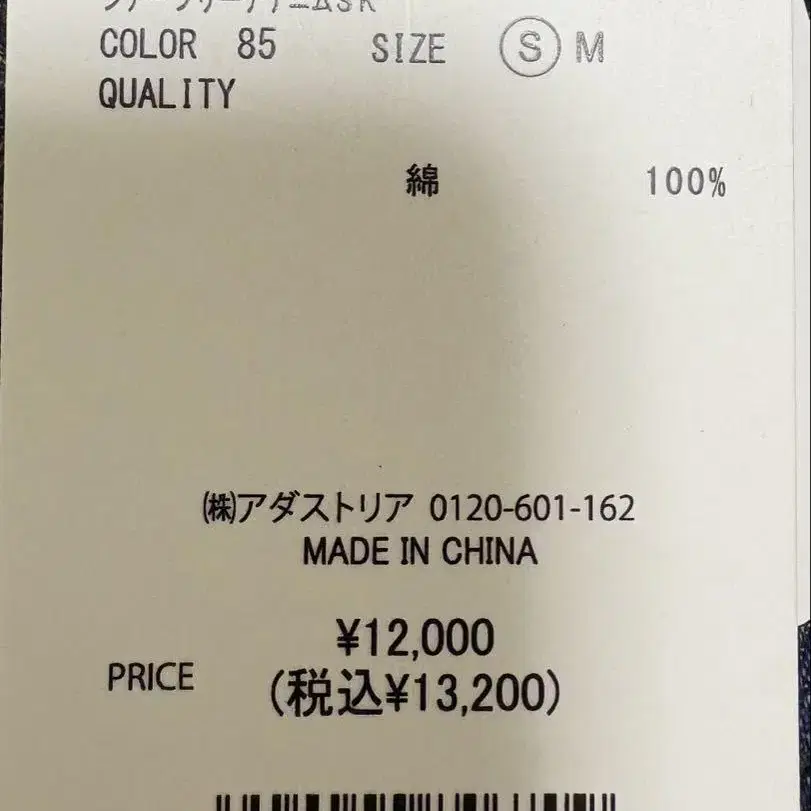 COLOR 85 SIZE S M
QUALITY
綿 100%
㈱アダストリア 0120-601-162
MADE IN CHINA
¥12,000
PRICE (税込¥13,200)